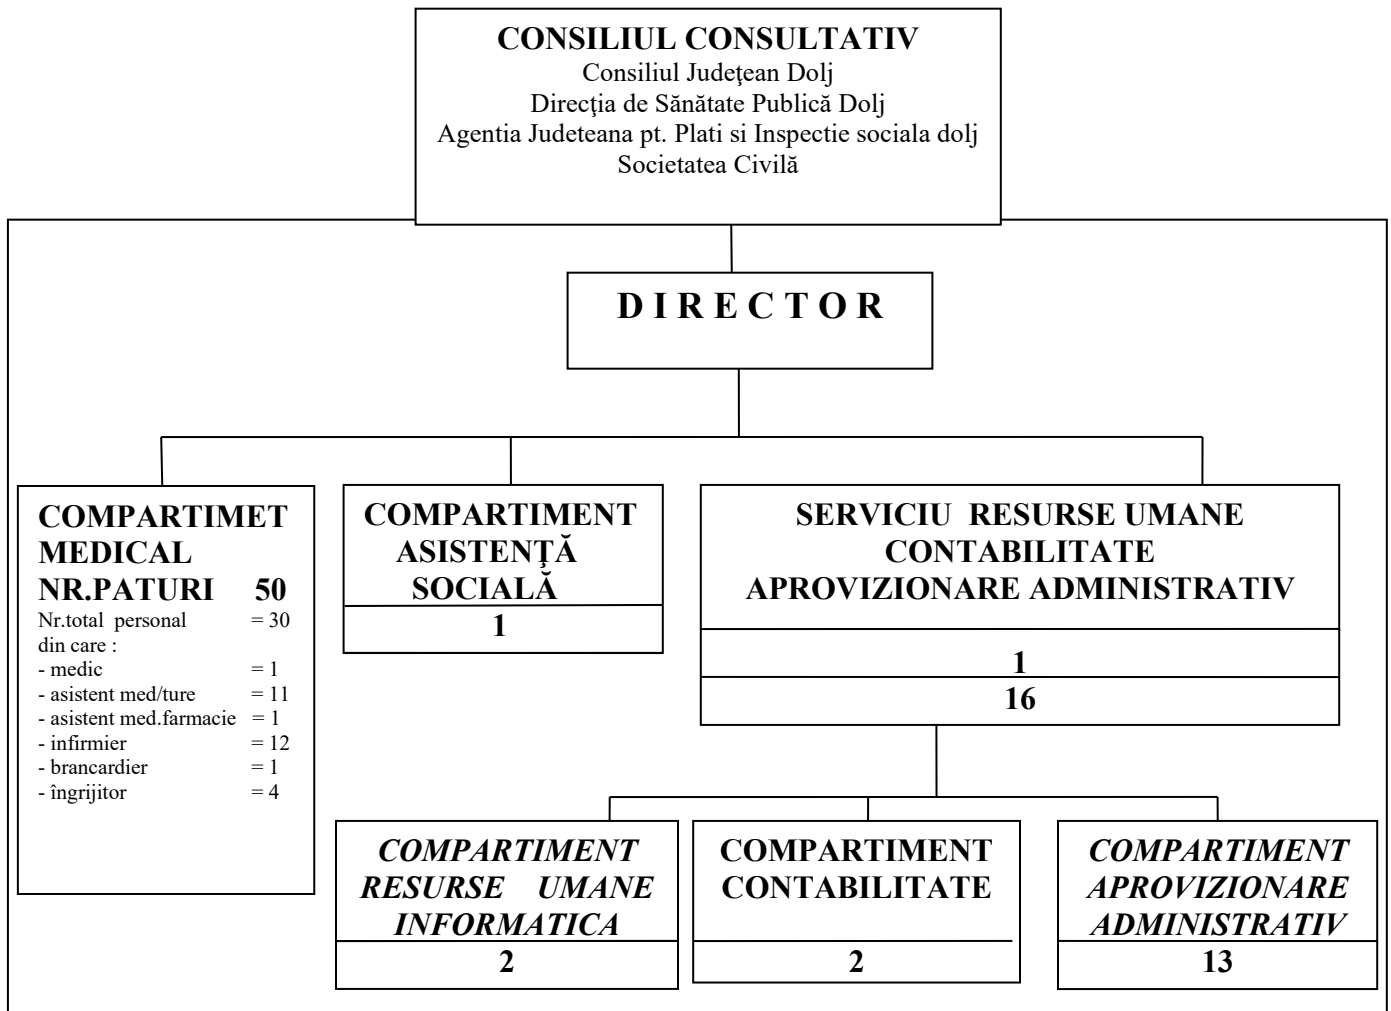 CONSILIUL CONSULTATIV
Consiliul Judeţean Dolj
Direcţia de Sănătate Publică Dolj
Agentia Judeteana pt. Plati si Inspectie sociala dolj
Societatea Civilă
D I R E C T O R
COMPARTIMET
MEDICAL
NR.PATURI 50
Nr.total personal = 30
din care :
- medic = 1
- asistent med/ture = 11
- asistent med.farmacie = 1
- infirmier = 12
- brancardier = 1
- îngrijitor = 4
COMPARTIMENT
ASISTENŢĂ
SOCIALĂ
1
SERVICIU RESURSE UMANE
CONTABILITATE
APROVIZIONARE ADMINISTRATIV
1
16
COMPARTIMENT
RESURSE UMANE
INFORMATICA
2
COMPARTIMENT
CONTABILITATE
2
COMPARTIMENT
APROVIZIONARE
ADMINISTRATIV
13